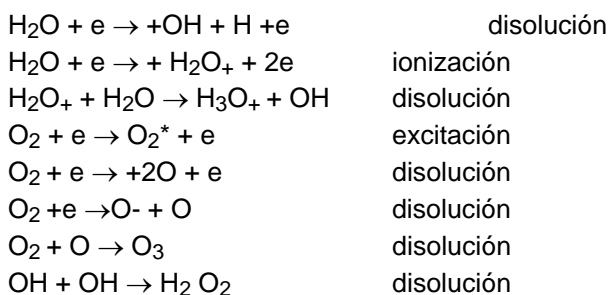 H₂O + e → +OH + H +e disolución
H₂O + e → + H₂O₊ + 2e ionización
H₂O₊ + H₂O → H₃O₊ + OH disolución
O₂ + e → O₂* + e excitación
O₂ + e → +2O + e disolución
O₂ +e →O- + O disolución
O₂ + O → O₃ disolución
OH + OH → H₂ O₂ disolución